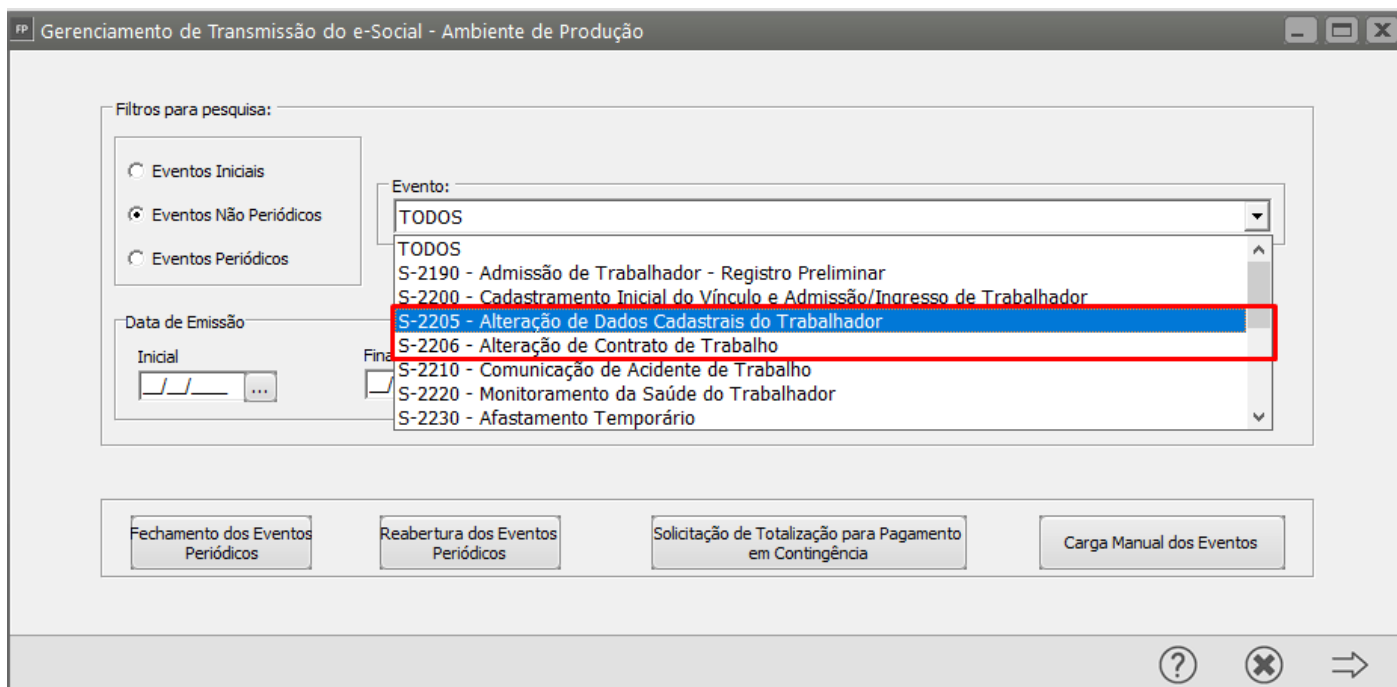 FP Gerenciamento de Transmissão do e-Social - Ambiente de Produção
Filtros para pesquisa:
Eventos Iniciais
Eventos Não Periódicos
Eventos Periódicos
Evento:
TODOS
TODOS
S-2190 - Admissão de Trabalhador - Registro Preliminar
S-2200 - Cadastramento Inicial do Vínculo e Admissão/Ingresso de Trabalhador
S-2205 - Alteração de Dados Cadastrais do Trabalhador
S-2206 - Alteração de Contrato de Trabalho
S-2210 - Comunicação de Acidente de Trabalho
S-2220 - Monitoramento da Saúde do Trabalhador
S-2230 - Afastamento Temporário
Data de Emissão
Inicial
Fina
__/__/____ ...
Fechamento dos Eventos
Periódicos
Reabertura dos Eventos
Periódicos
Solicitação de Totalização para Pagamento
em Contingência
Carga Manual dos Eventos